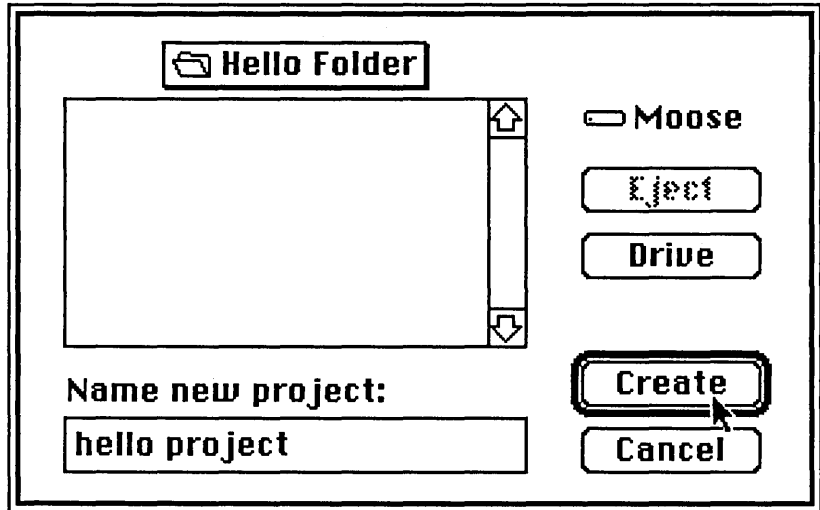 Hello Folder
Moose
Eject
Drive
Name new project:
hello project
Create
Cancel